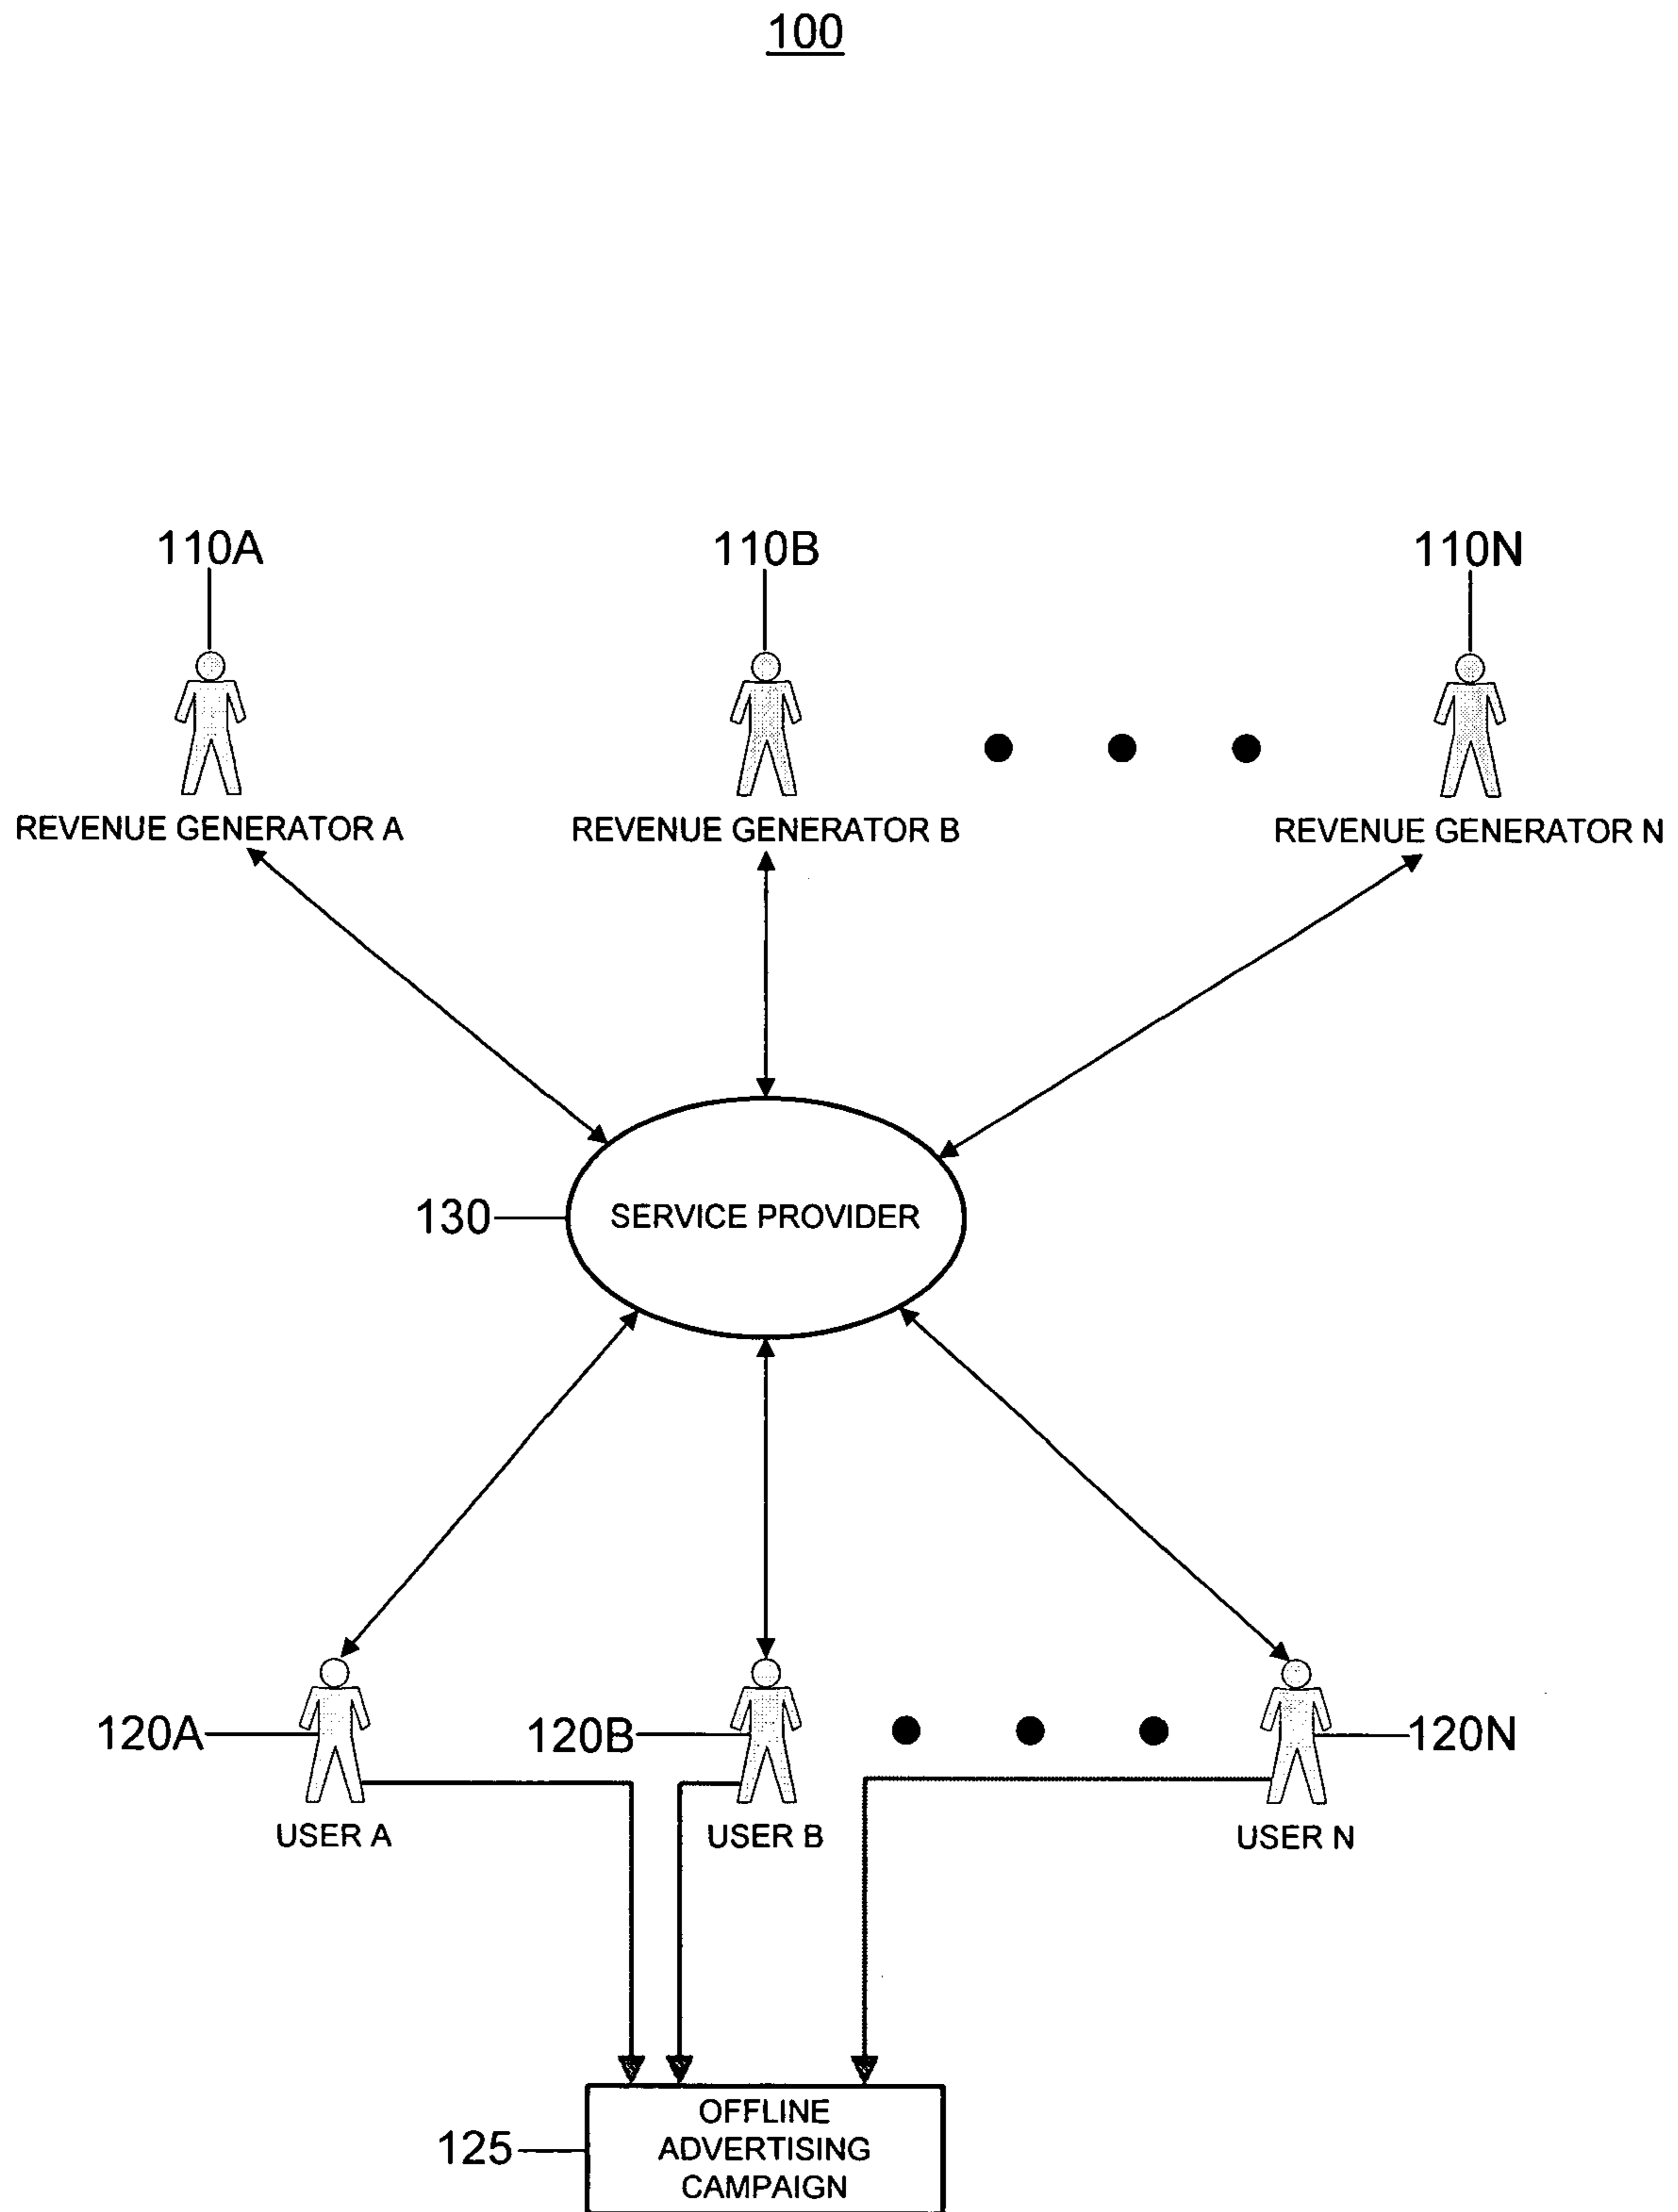 100
110A
110B
110N
REVENUE GENERATOR A
REVENUE GENERATOR B
REVENUE GENERATOR N
130
SERVICE PROVIDER
120A
120B
120N
USER A
USER B
USER N
125
OFFLINE
ADVERTISING
CAMPAIGN